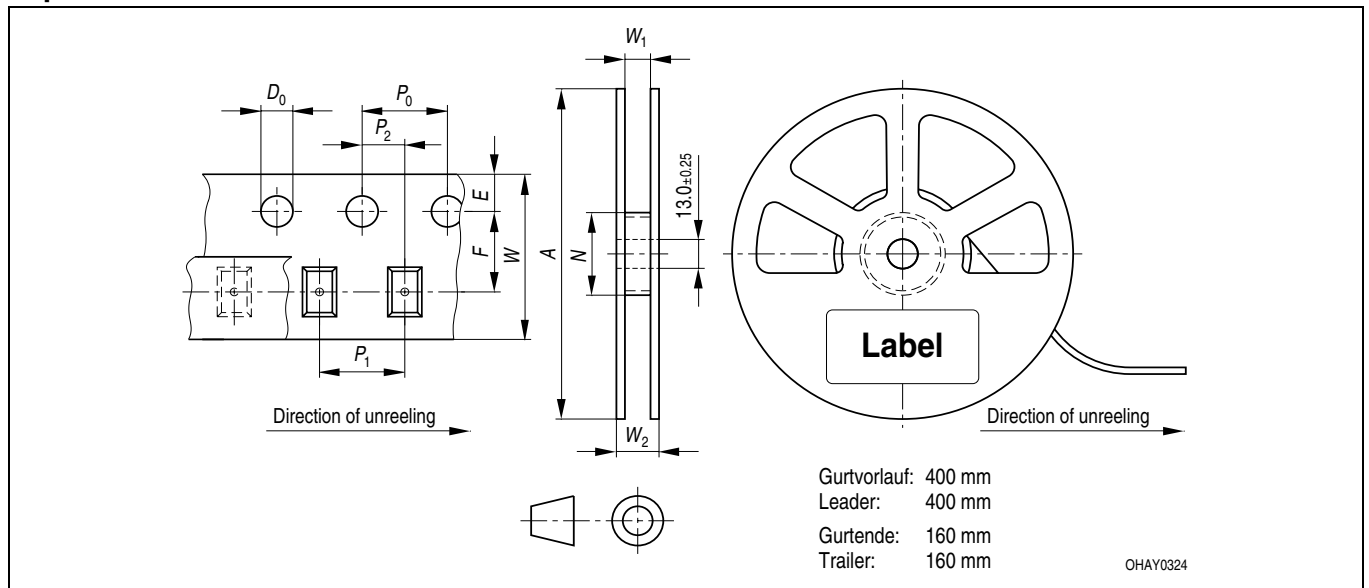 W1
D0
P0
P2
E
F
W
A
N
13.0±0.25
P1
Label
Direction of unreeling
W2
Direction of unreeling
Gurtvorlauf: 400 mm
Leader: 400 mm
Gurtende: 160 mm
Trailer: 160 mm
OHAY0324